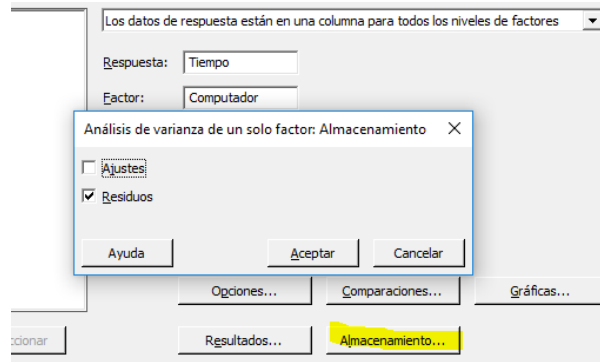 Los datos de respuesta están en una columna para todos los niveles de factores
Respuesta: Tiempo
Factor: Computador
Análisis de varianza de un solo factor: Almacenamiento
Ajustes
Residuos
Ayuda Aceptar Cancelar
Opciones... Comparaciones... Gráficas...
ccionar Resultados... Almacenamiento...